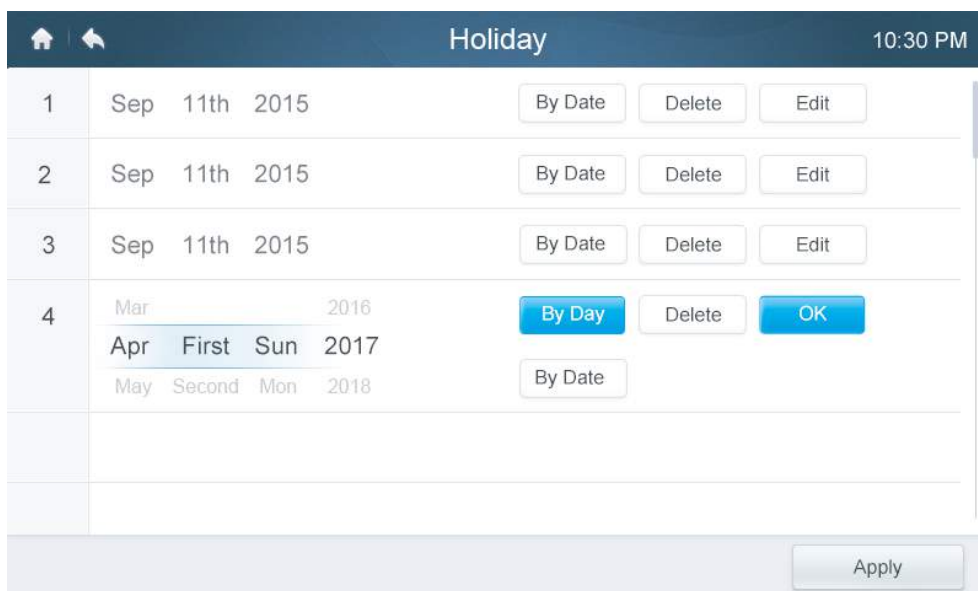 Holiday 10:30 PM
1 Sep 11th 2015 By Date Delete Edit
2 Sep 11th 2015 By Date Delete Edit
3 Sep 11th 2015 By Date Delete Edit
4 Mar 2016 By Day Delete OK
Apr First Sun 2017
May Second Mon 2018 By Date
Apply